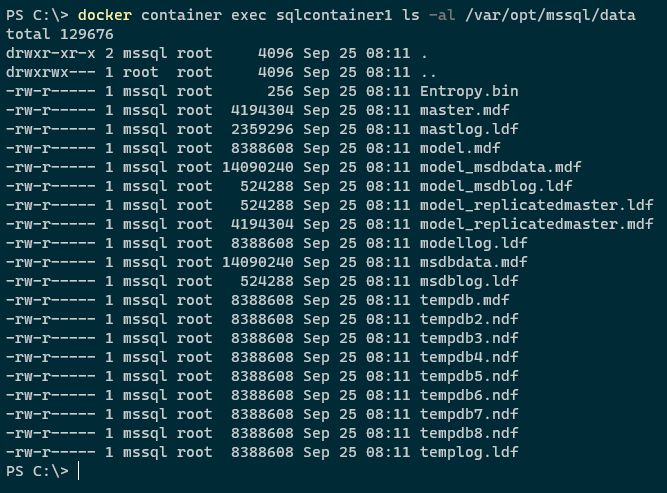 PS C:\> docker container exec sqlcontainer1 ls -al /var/opt/mssql/data
total 129676
drwxr-xr-x 2 mssql root     4096 Sep 25 08:11 .
drwxrwx--- 1 root  root     4096 Sep 25 08:11 ..
-rw-r----- 1 mssql root      256 Sep 25 08:11 Entropy.bin
-rw-r----- 1 mssql root  4194304 Sep 25 08:11 master.mdf
-rw-r----- 1 mssql root  2359296 Sep 25 08:11 mastlog.ldf
-rw-r----- 1 mssql root  8388608 Sep 25 08:11 model.mdf
-rw-r----- 1 mssql root 14090240 Sep 25 08:11 model_msdbdata.mdf
-rw-r----- 1 mssql root   524288 Sep 25 08:11 model_msdblog.ldf
-rw-r----- 1 mssql root   524288 Sep 25 08:11 model_replicatedmaster.ldf
-rw-r----- 1 mssql root  4194304 Sep 25 08:11 model_replicatedmaster.mdf
-rw-r----- 1 mssql root  8388608 Sep 25 08:11 modellog.ldf
-rw-r----- 1 mssql root 14090240 Sep 25 08:11 msdbdata.mdf
-rw-r----- 1 mssql root   524288 Sep 25 08:11 msdblog.ldf
-rw-r----- 1 mssql root  8388608 Sep 25 08:11 tempdb.mdf
-rw-r----- 1 mssql root  8388608 Sep 25 08:11 tempdb2.ndf
-rw-r----- 1 mssql root  8388608 Sep 25 08:11 tempdb3.ndf
-rw-r----- 1 mssql root  8388608 Sep 25 08:11 tempdb4.ndf
-rw-r----- 1 mssql root  8388608 Sep 25 08:11 tempdb5.ndf
-rw-r----- 1 mssql root  8388608 Sep 25 08:11 tempdb6.ndf
-rw-r----- 1 mssql root  8388608 Sep 25 08:11 tempdb7.ndf
-rw-r----- 1 mssql root  8388608 Sep 25 08:11 tempdb8.ndf
-rw-r----- 1 mssql root  8388608 Sep 25 08:11 templog.ldf
PS C:\>